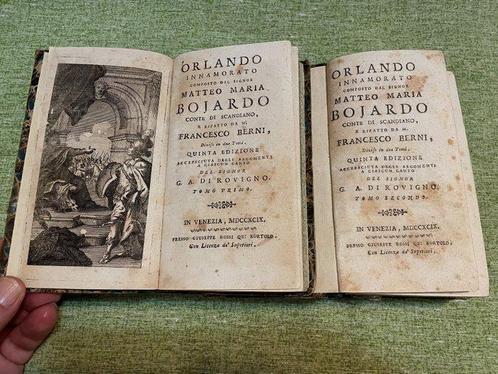 ORLANDO
INNAMORATO
COMPOSTO DAL SIGNOR
MATTEO MARIA
BOJARDO
CONTE DI SCANDIANO,
E RIFATTO DA M.
FRANCESCO BERNI,
Diviso in due Tomi,
QUINTA EDIZIONE
ACCRESCIUTA DEGLI ARGOMENTI
A CIASCUN CANTO
DEL SIGNOR
G. A. DI ROVIGNO.
TOMO PRIMO.
IN VENEZIA, MDCCXCIX.
PRESSO GIUSEPPE ROSSI QU: BORTOLO.
Con Licenza de' Superiori.
ORLANDO
INNAMORATO
COMPOSTO DAL SIGNOR
MATTEO MARIA
BOJARDO
CONTE DI SCANDIANO,
E RIFATTO DA M.
FRANCESCO BERNI,
Diviso in due Tomi,
QUINTA EDIZIONE
ACCRESCIUTA DEGLI ARGOMENTI
A CIASCUN CANTO
DEL SIGNOR
G. A. DI ROVIGNO.
TOMO SECONDO.
IN VENEZIA, MDCCXCIX.
PRESSO GIUSEPPE ROSSI QU: BORTOLO.
Con Licenza de' Superiori.